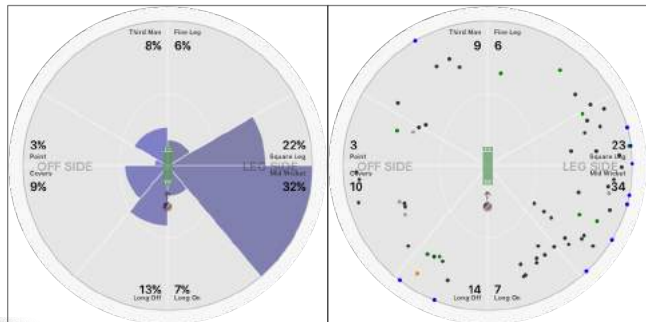 Third Man Fine Leg
8% 6%
3%
Point
OFF SIDE
Covers
9%
22%
Square Leg
LEG SIDE
Mid Wicket
32%
13% 7%
Long Off Long On
Third Man Fine Leg
9 6
3
Point
OFF SIDE
Covers
10
23
Square Leg
LEG SIDE
Mid Wicket
34
14 7
Long Off Long On